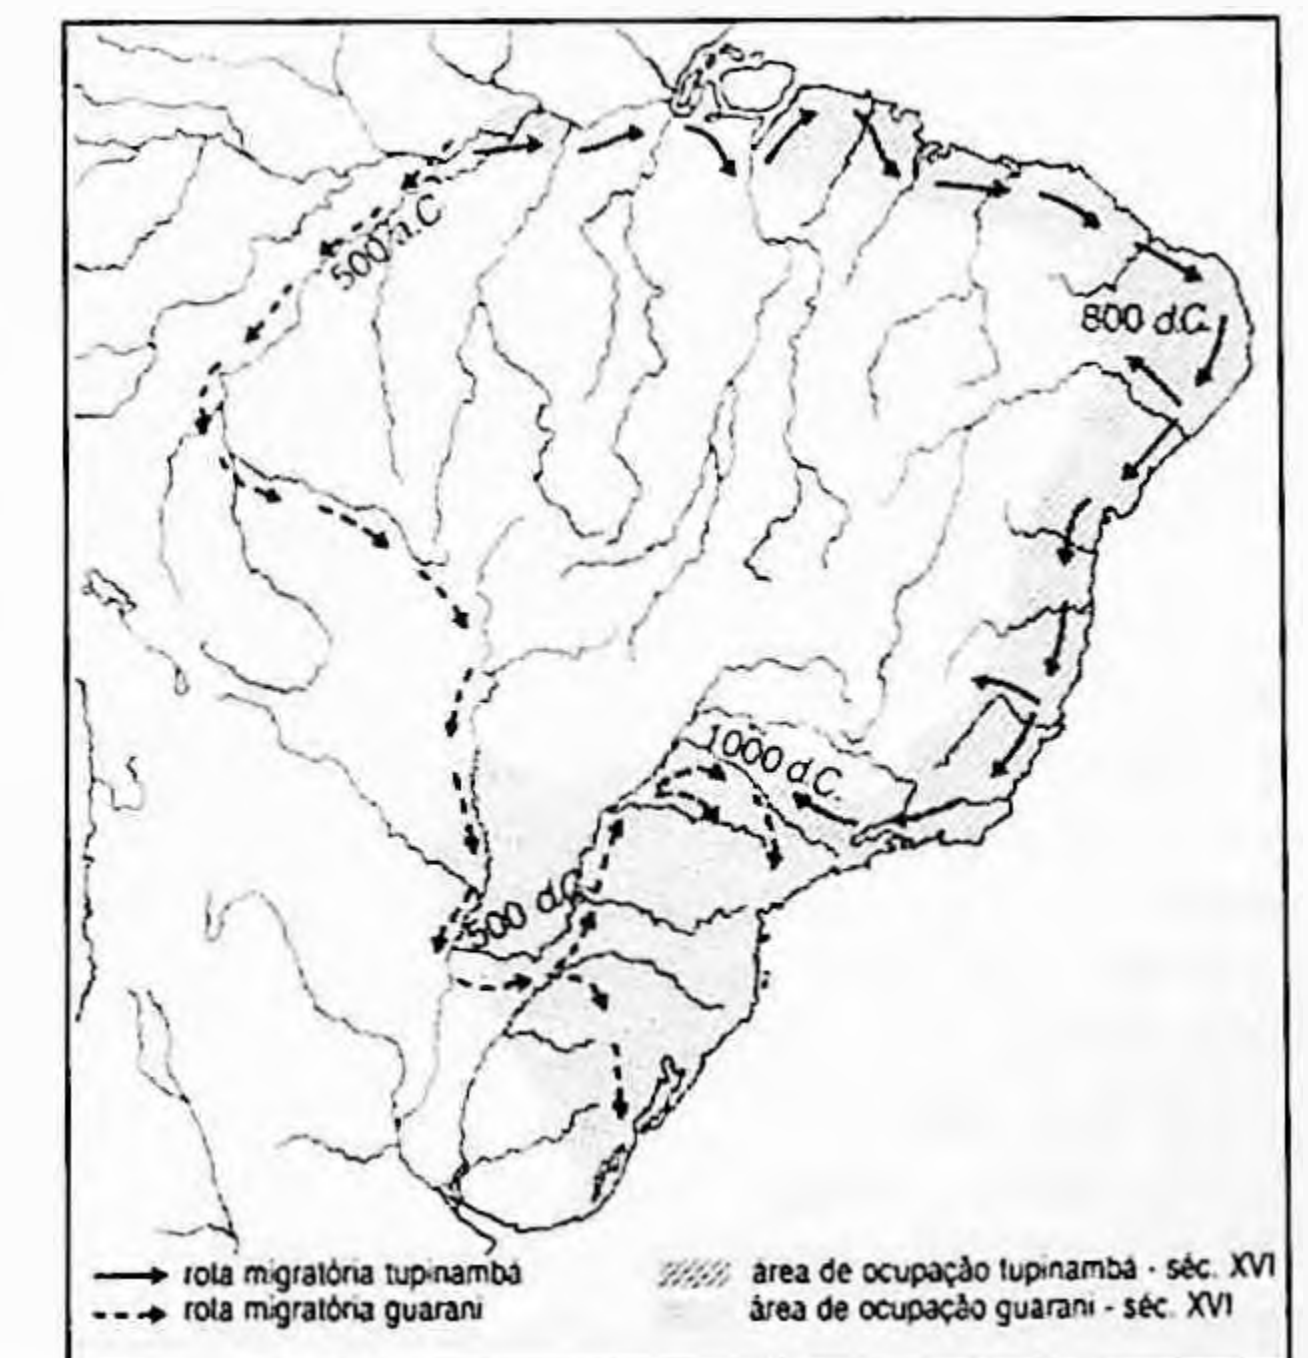 500 a.C
800 d.C.
1000 d.C.
500 d.C
rota migratória tupinambá
rota migratória guarani
área de ocupação tupinambá - séc. XVI
área de ocupação guarani - séc. XVI